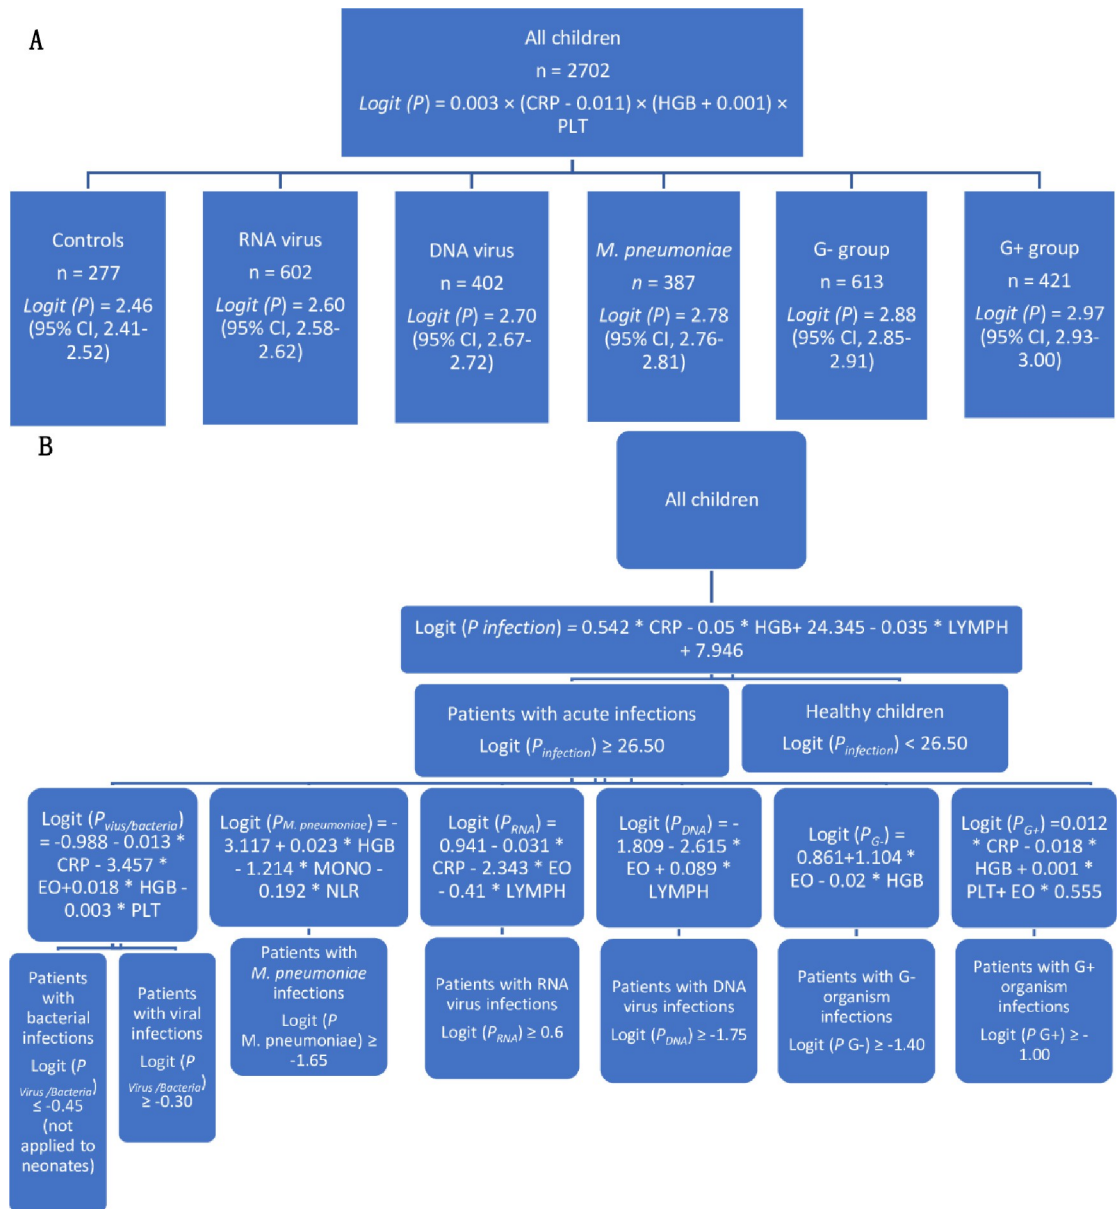 A
All children
n = 2702
Logit (P) = 0.003 × (CRP - 0.011) × (HGB + 0.001) ×
PLT
Controls
n = 277
Logit (P) = 2.46
(95% CI, 2.41-
2.52)
RNA virus
n = 602
Logit (P) = 2.60
(95% CI, 2.58-
2.62)
DNA virus
n = 402
Logit (P) = 2.70
(95% CI, 2.67-
2.72)
M. pneumoniae
n = 387
Logit (P) = 2.78
(95% CI, 2.76-
2.81)
G- group
n = 613
Logit (P) = 2.88
(95% CI, 2.85-
2.91)
G+ group
n = 421
Logit (P) = 2.97
(95% CI, 2.93-
3.00)
B
All children
Logit (P infection) = 0.542 * CRP - 0.05 * HGB+ 24.345 - 0.035 * LYMPH
+ 7.946
Patients with acute infections
Logit (Pinfection) ≥ 26.50
Healthy children
Logit (Pinfection) < 26.50
Logit (Pvius/bacteria)
= -0.988 - 0.013 *
CRP - 3.457 *
EO+0.018 * HGB -
0.003 * PLT
Logit (PM. pneumoniae) = -
3.117 + 0.023 * HGB
- 1.214 * MONO -
0.192 * NLR
Logit (PRNA) =
0.941 - 0.031 *
CRP - 2.343 * EO
- 0.41 * LYMPH
Logit (PDNA) = -
1.809 - 2.615 *
EO + 0.089 *
LYMPH
Logit (PG-) =
0.861+1.104 *
EO - 0.02 * HGB
Logit (PG+) =0.012
* CRP - 0.018 *
HGB + 0.001 *
PLT+ EO * 0.555
Patients
with
bacterial
infections
Logit (P
Virus /Bacteria)
≤ -0.45
(not
applied to
neonates)
Patients
with viral
infections
Logit (P
Virus /Bacteria)
≥ -0.30
Patients with
M. pneumoniae
infections
Logit (P
M. pneumoniae) ≥
-1.65
Patients with RNA
virus infections
Logit (PRNA) ≥ 0.6
Patients with DNA
virus infections
Logit (PDNA) ≥ -1.75
Patients with G-
organism
infections
Logit (P G-) ≥ -1.40
Patients with G+
organism
infections
Logit (P G+) ≥ -
1.00